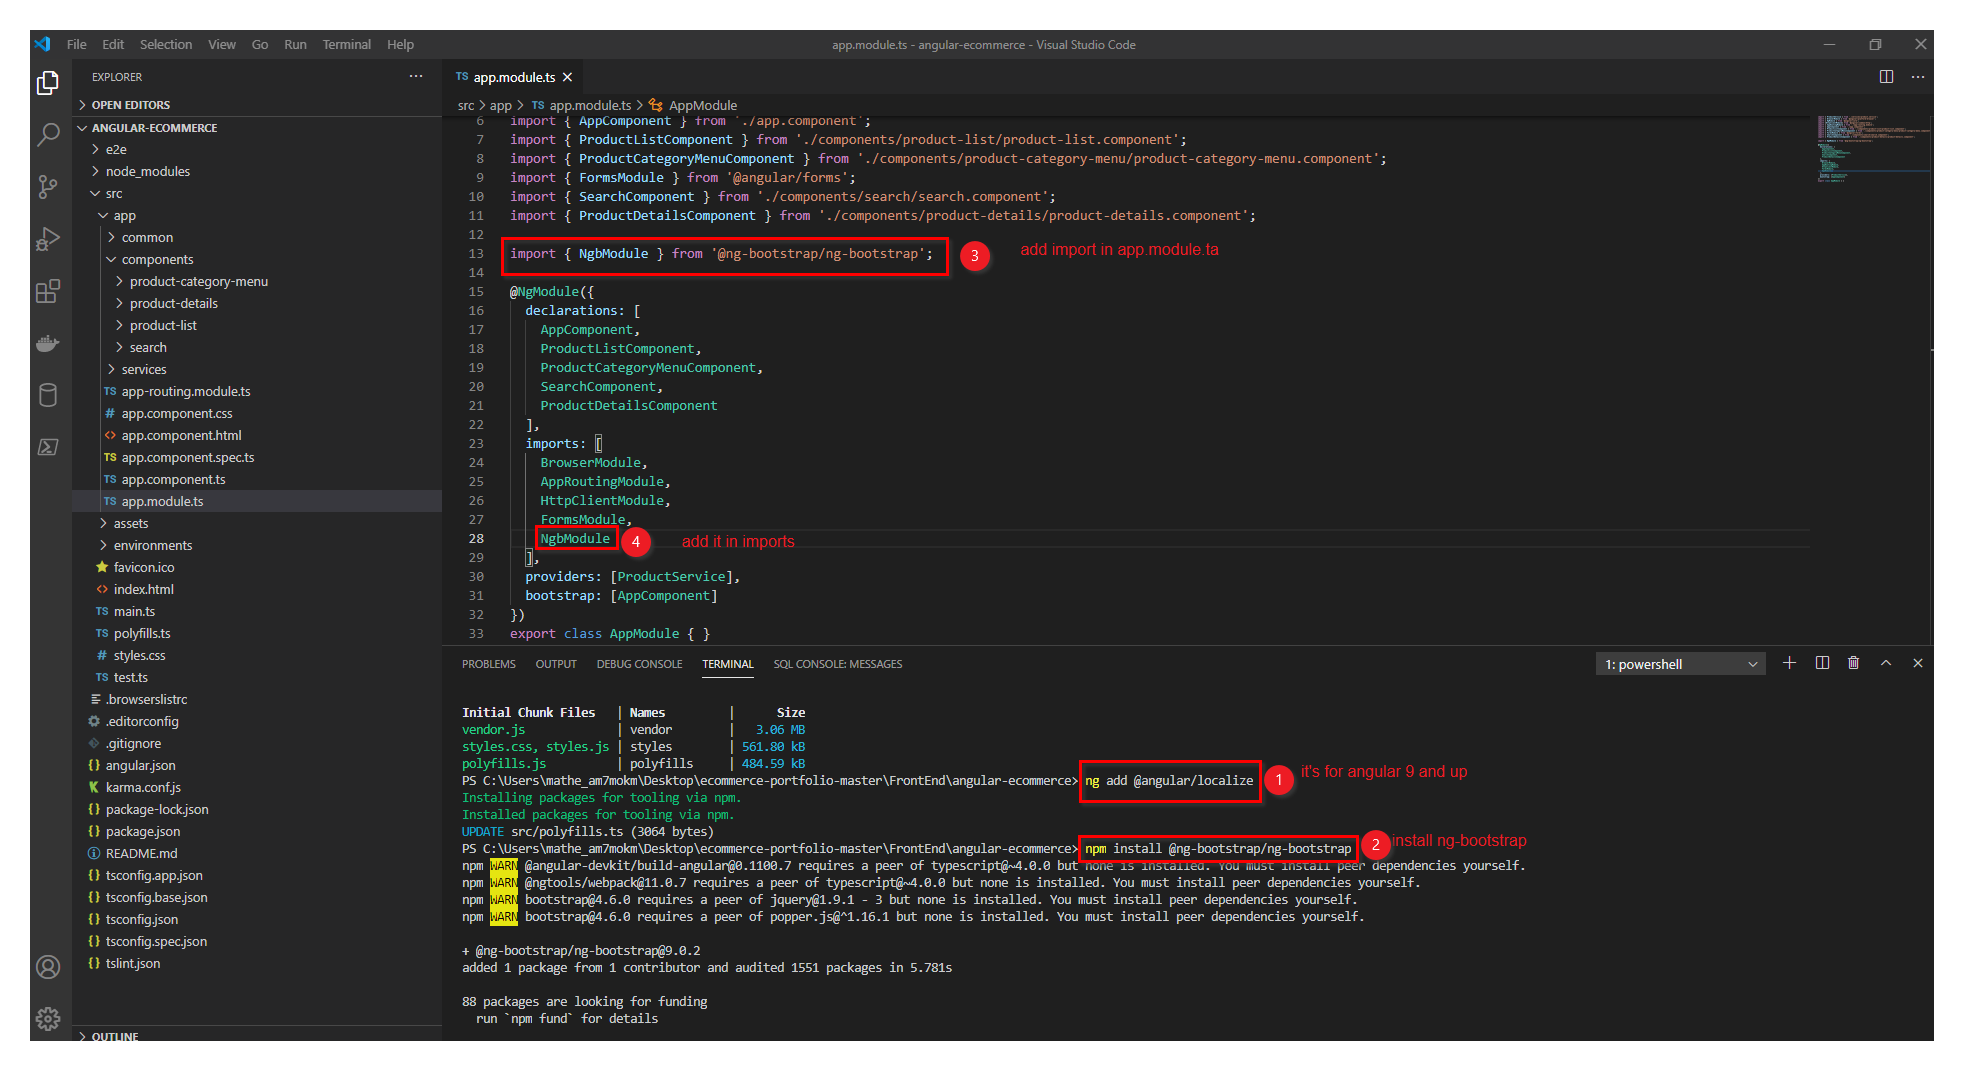 File Edit Selection View Go Run Terminal Help
app.module.ts - angular-ecommerce - Visual Studio Code
EXPLORER
OPEN EDITORS
ANGULAR-ECOMMERCE
e2e
node_modules
src
app
common
components
product-category-menu
product-details
product-list
search
services
TS app-routing.module.ts
# app.component.css
<> app.component.html
TS app.component.spec.ts
TS app.component.ts
TS app.module.ts
assets
environments
favicon.ico
<> index.html
TS main.ts
TS polyfills.ts
# styles.css
TS test.ts
.browserslistrc
.editorconfig
.gitignore
{} angular.json
K karma.conf.js
{} package-lock.json
{} package.json
README.md
{} tsconfig.app.json
{} tsconfig.base.json
{} tsconfig.json
{} tsconfig.spec.json
{} tslint.json
OUTLINE
TS app.module.ts ×
src > app > TS app.module.ts > AppModule
6 import { AppComponent } from './app.component';
7 import { ProductListComponent } from './components/product-list/product-list.component';
8 import { ProductCategoryMenuComponent } from './components/product-category-menu/product-category-menu.component';
9 import { FormsModule } from '@angular/forms';
10 import { SearchComponent } from './components/search/search.component';
11 import { ProductDetailsComponent } from './components/product-details/product-details.component';
12
13 import { NgbModule } from '@ng-bootstrap/ng-bootstrap'; 3 add import in app.module.ta
14
15 @NgModule({
16 declarations: [
17 AppComponent,
18 ProductListComponent,
19 ProductCategoryMenuComponent,
20 SearchComponent,
21 ProductDetailsComponent
22 ],
23 imports: [
24 BrowserModule,
25 AppRoutingModule,
26 HttpClientModule,
27 FormsModule,
28 NgbModule 4 add it in imports
29 ],
30 providers: [ProductService],
31 bootstrap: [AppComponent]
32 })
33 export class AppModule { }
PROBLEMS OUTPUT DEBUG CONSOLE TERMINAL SQL CONSOLE: MESSAGES 1: powershell
Initial Chunk Files | Names | Size
vendor.js | vendor | 3.06 MB
styles.css, styles.js | styles | 561.80 kB
polyfills.js | polyfills | 484.59 kB
PS C:\Users\mathe_am7mokm\Desktop\ecommerce-portfolio-master\FrontEnd\angular-ecommerce> ng add @angular/localize 1 it's for angular 9 and up
Installing packages for tooling via npm.
Installed packages for tooling via npm.
UPDATE src/polyfills.ts (3064 bytes)
PS C:\Users\mathe_am7mokm\Desktop\ecommerce-portfolio-master\FrontEnd\angular-ecommerce> npm install @ng-bootstrap/ng-bootstrap 2 install ng-bootstrap
npm WARN @angular-devkit/build-angular@0.1100.7 requires a peer of typescript@~4.0.0 but none is installed. You must install peer dependencies yourself.
npm WARN @ngtools/webpack@11.0.7 requires a peer of typescript@~4.0.0 but none is installed. You must install peer dependencies yourself.
npm WARN bootstrap@4.6.0 requires a peer of jquery@1.9.1 - 3 but none is installed. You must install peer dependencies yourself.
npm WARN bootstrap@4.6.0 requires a peer of popper.js@^1.16.1 but none is installed. You must install peer dependencies yourself.
+ @ng-bootstrap/ng-bootstrap@9.0.2
added 1 package from 1 contributor and audited 1551 packages in 5.781s
88 packages are looking for funding
run `npm fund` for details